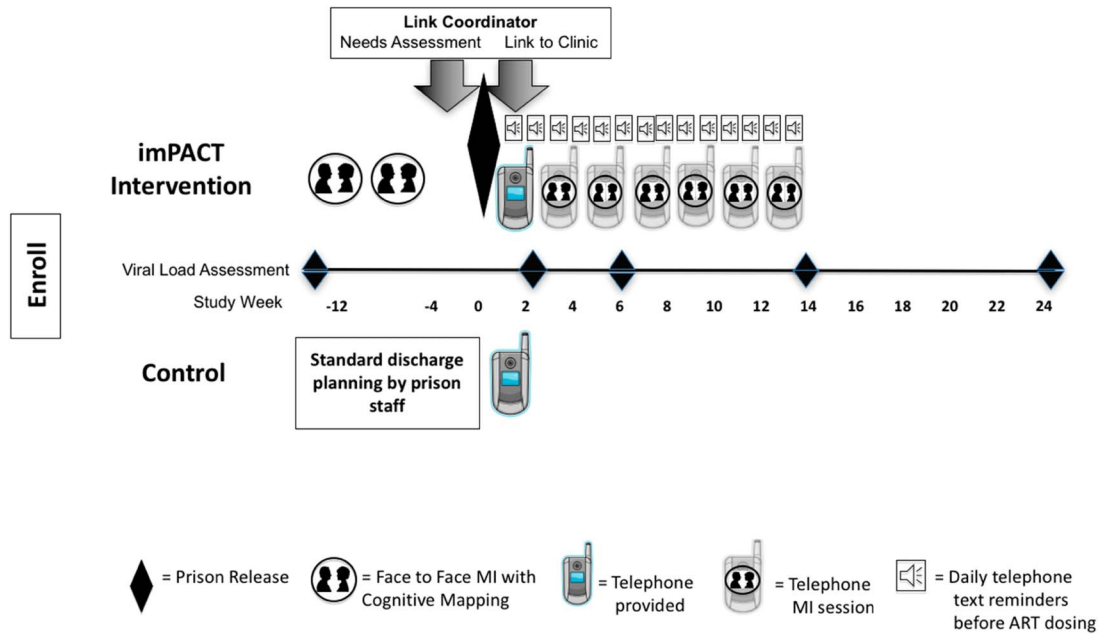 Link Coordinator
Needs Assessment Link to Clinic
imPACT
Intervention
Enroll
Viral Load Assessment
Study Week -12 -4 0 2 4 6 8 10 12 14 16 18 20 22 24
Control
Standard discharge
planning by prison
staff
= Prison Release
= Face to Face MI with
Cognitive Mapping
= Telephone
provided
= Telephone
MI session
= Daily telephone
text reminders
before ART dosing